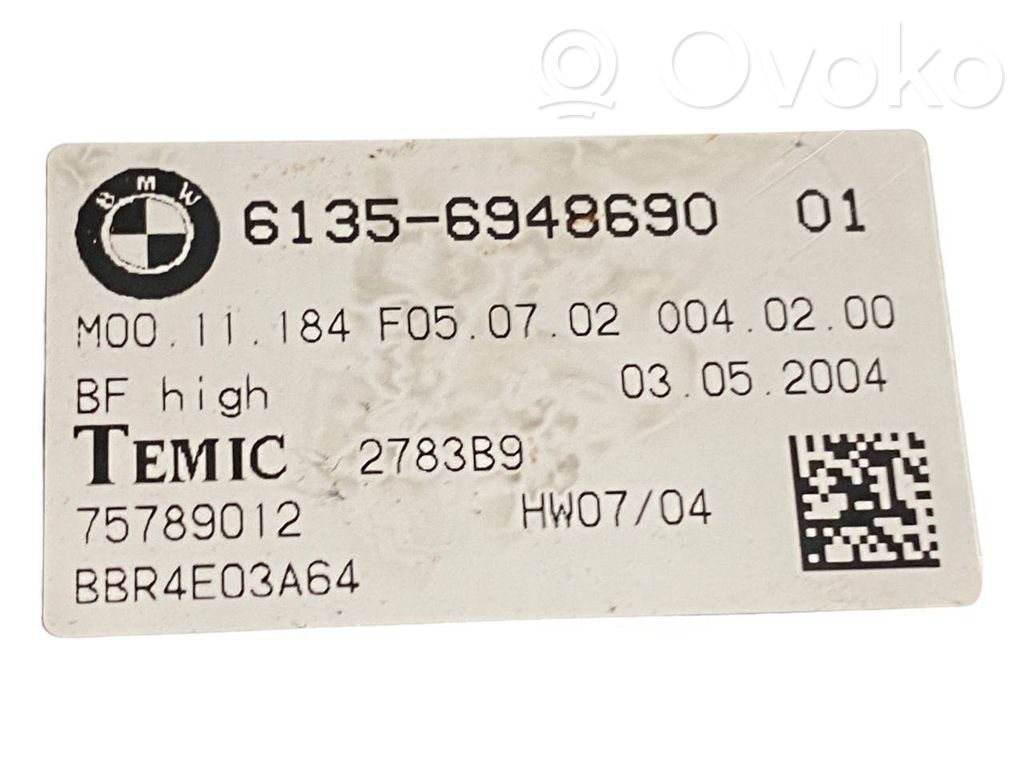 Ovoko
BMW 6135-6948690 01
M00.11.184 F05.07.02 004.02.00
BF high 03.05.2004
TEMIC 2783B9
75789012 HW07/04
BBR4E03A64